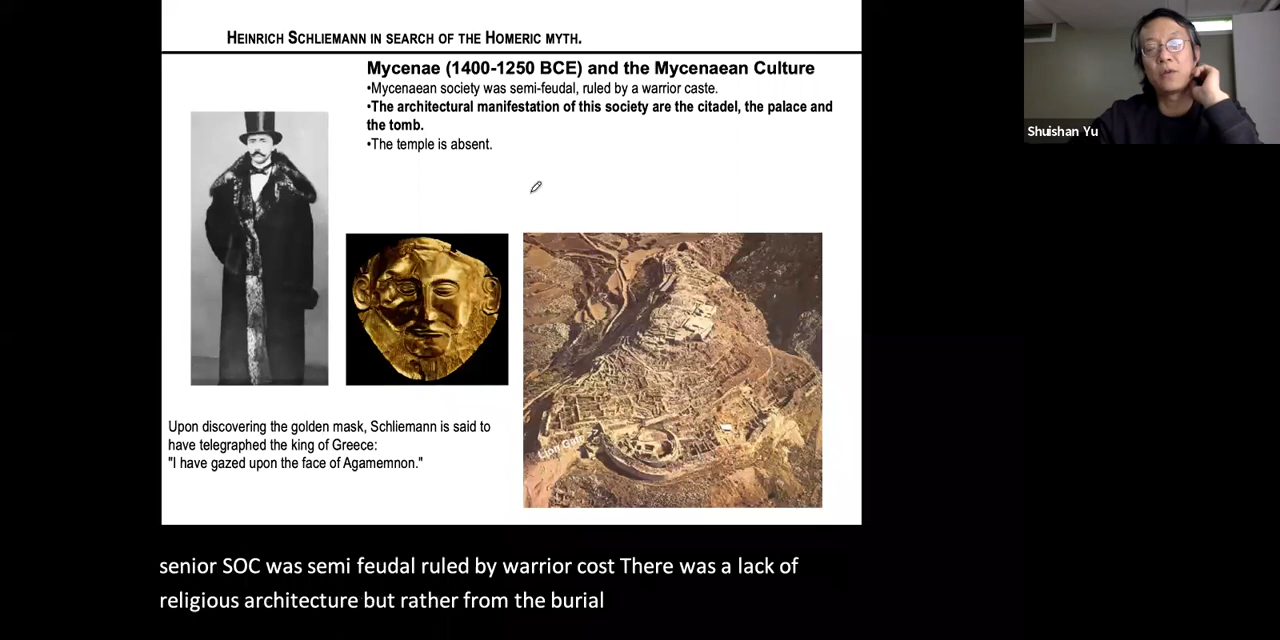 HEINRICH SCHLIEMANN IN SEARCH OF THE HOMERIC MYTH.
Mycenae (1400-1250 BCE) and the Mycenaean Culture
•Mycenaean society was semi-feudal, ruled by a warrior caste.
•The architectural manifestation of this society are the citadel, the palace and
the tomb.
•The temple is absent.
Shuishan Yu
Upon discovering the golden mask, Schliemann is said to
have telegraphed the king of Greece:
"I have gazed upon the face of Agamemnon."
Lion Gate
senior SOC was semi feudal ruled by warrior cost There was a lack of
religious architecture but rather from the burial